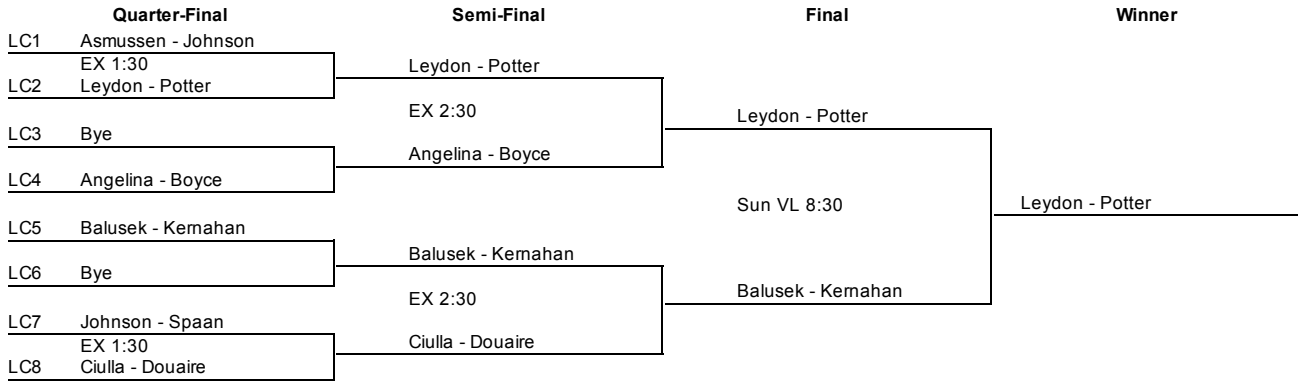 Quarter-Final Semi-Final Final Winner
LC1 Asmussen - Johnson
EX 1:30
LC2 Leydon - Potter
LC3 Bye
LC4 Angelina - Boyce
LC5 Balusek - Kernahan
LC6 Bye
LC7 Johnson - Spaan
EX 1:30
LC8 Ciulla - Douaire
Leydon - Potter
EX 2:30
Angelina - Boyce
Balusek - Kernahan
EX 2:30
Ciulla - Douaire
Leydon - Potter
Sun VL 8:30
Balusek - Kernahan
Leydon - Potter